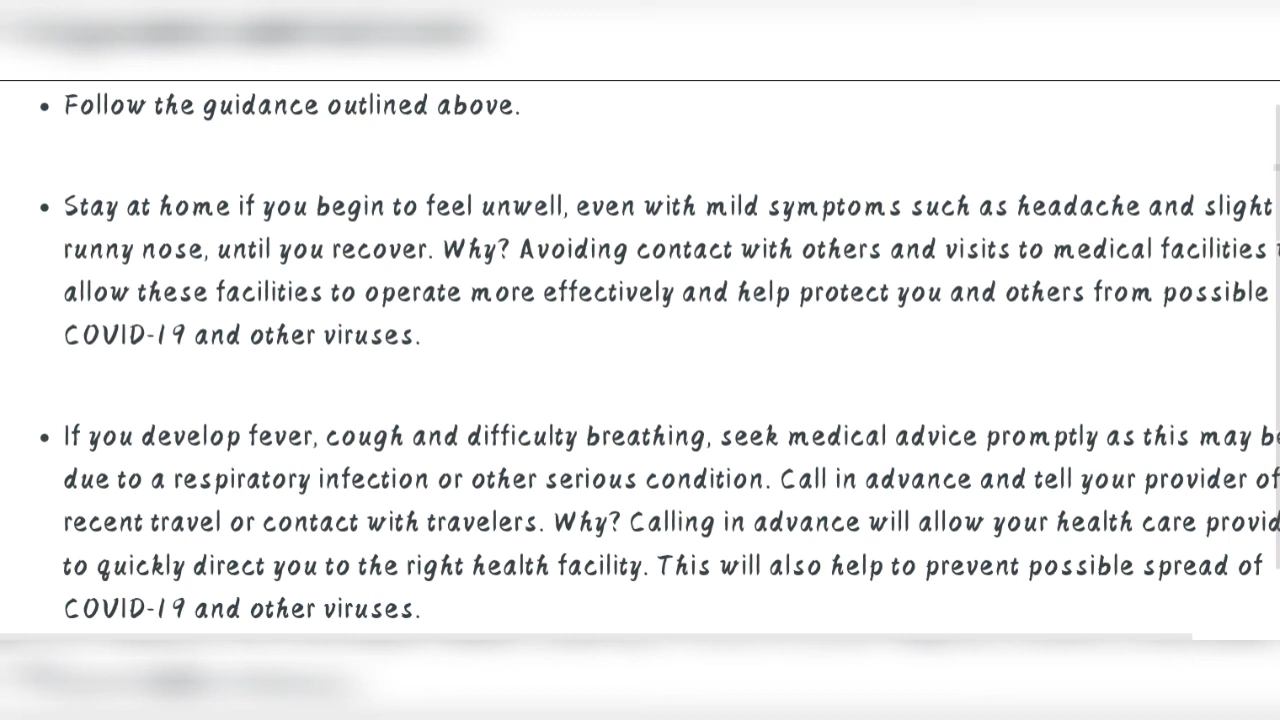 • Follow the guidance outlined above.
• Stay at home if you begin to feel unwell, even with mild symptoms such as headache and slight
runny nose, until you recover. Why? Avoiding contact with others and visits to medical facilities
allow these facilities to operate more effectively and help protect you and others from possible
COVID-19 and other viruses.
• If you develop fever, cough and difficulty breathing, seek medical advice promptly as this may
due to a respiratory infection or other serious condition. Call in advance and tell your provider of
recent travel or contact with travelers. Why? Calling in advance will allow your health care
to quickly direct you to the right health facility. This will also help to prevent possible spread of
COVID-19 and other viruses.